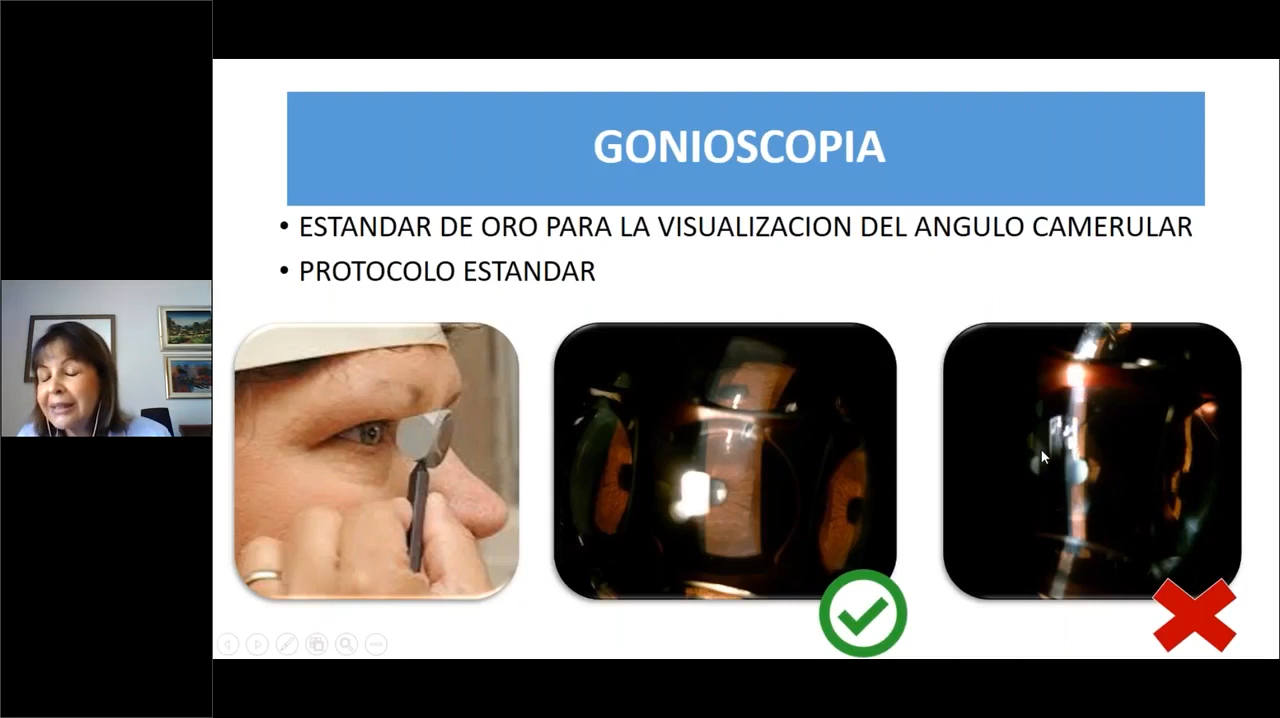 GONIOSCOPIA
• ESTANDAR DE ORO PARA LA VISUALIZACION DEL ANGULO CAMERULAR
• PROTOCOLO ESTANDAR